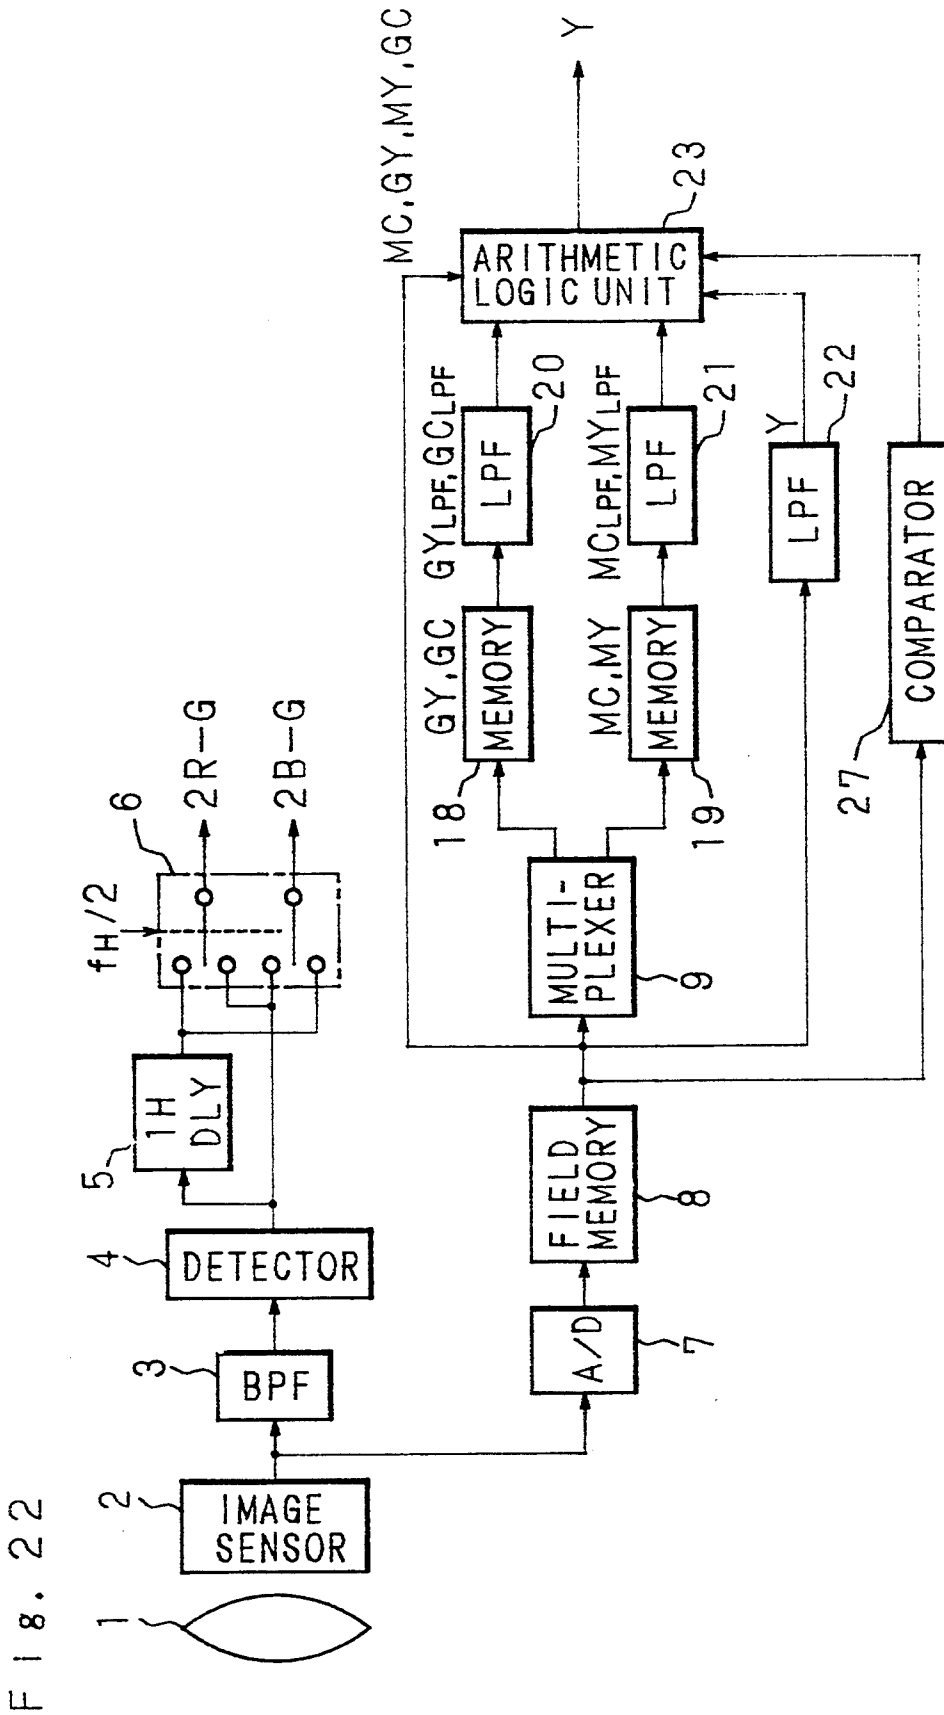 Fig. 22
1
2
IMAGE
SENSOR
3
BPF
4
DETECTOR
5
1H
DLY
fH/2
6
2R-G
2B-G
A/D
7
FIELD
MEMORY
8
MULTI-
PLEXER
9
18
GY,GC
MEMORY
GYLPF,GCLPF
LPF
20
19
MC,MY
MEMORY
MCLPF,MYLPF
LPF
21
MC,GY,MY,GC
ARITHMETIC
LOGIC UNIT
23
Y
LPF
22
Y
27
COMPARATOR